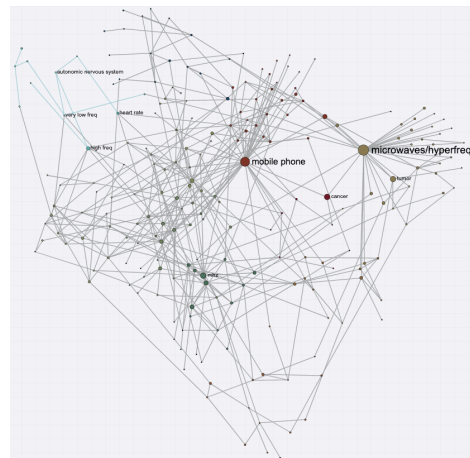 autonomic nervous system
very low freq
heart rate
high freq
microwaves/hyperfreq
mobile phone
tumor
cancer